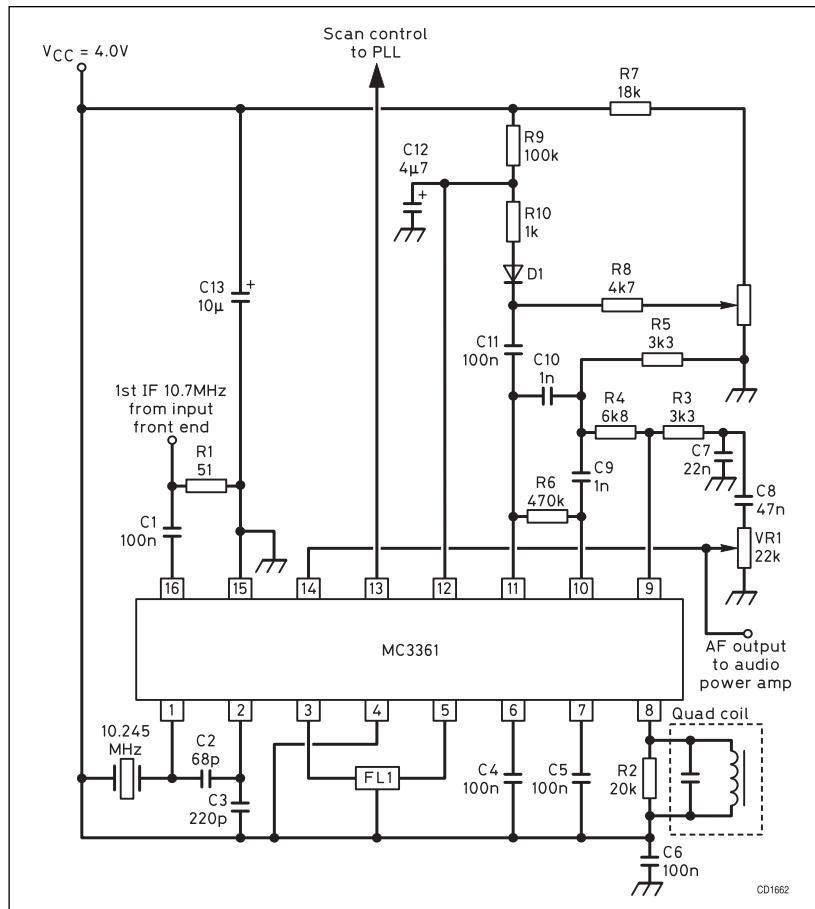 Scan control
to PLL
VCC = 4.0V
R7
18k
R9
100k
C12
4µ7
+
R10
1k
D1
C13
10µ
+
R8
4k7
C11
100n
C10
1n
R5
3k3
1st IF 10.7MHz
from input
front end
R4
6k8
R3
3k3
R1
51
C7
22n
C9
1n
R6
470k
C8
47n
C1
100n
VR1
22k
16
15
14
13
12
11
10
9
MC3361
AF output
to audio
power amp
1
2
3
4
5
6
7
8
Quad coil
10.245
MHz
C2
68p
C3
220p
FL1
C4
100n
C5
100n
R2
20k
C6
100n
CD1662